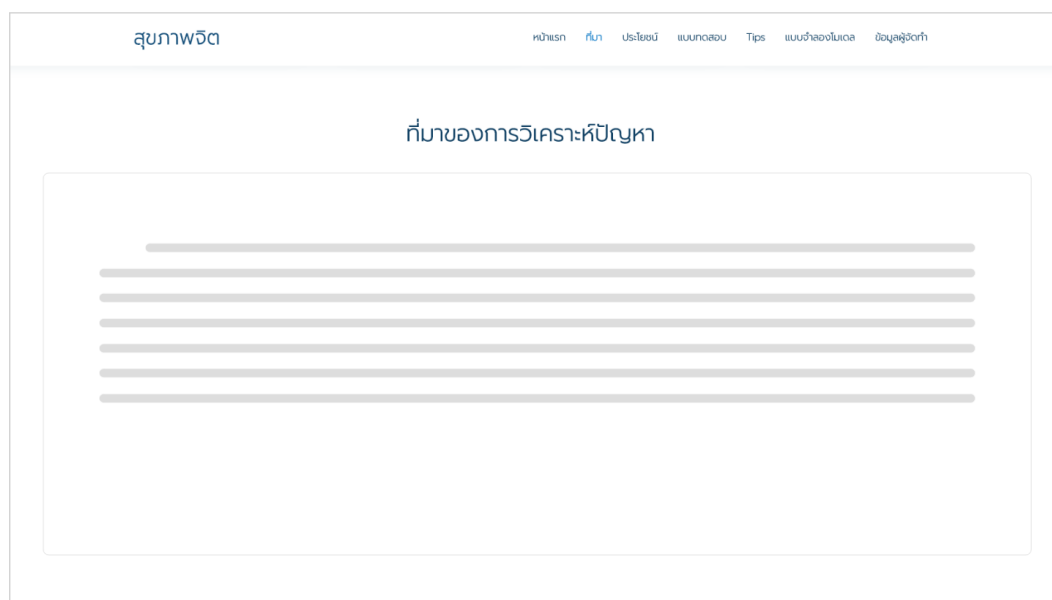 สุขภาพจิต
หน้าแรก ที่มา ประโยชน์ แบบทดสอบ Tips แบบจำลองโมเดล ข้อมูลผู้จัดทำ
ที่มาของการวิเคราะห์ปัญหา